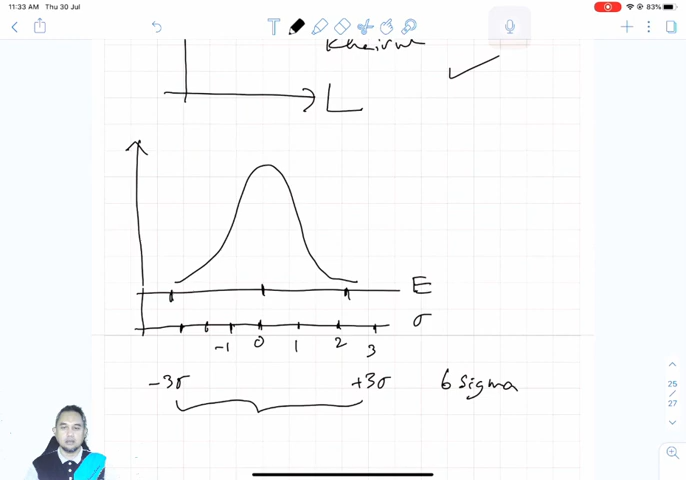 11:33 AM Thu 30 Jul
83%
L
E
σ
-1 0 1 2 3
-3σ +3σ 6 sigma
25
/
27